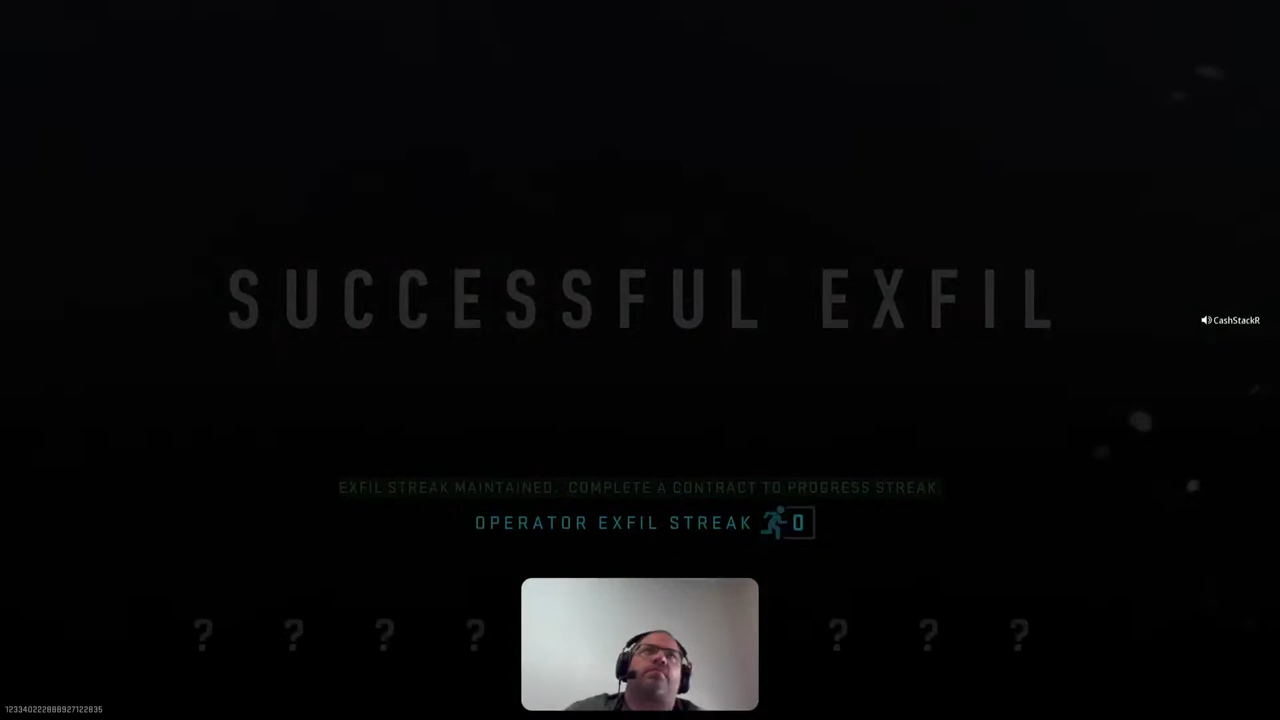 SUCCESSFUL EXFIL
CashStackR
EXFIL STREAK MAINTAINED. COMPLETE A CONTRACT TO PROGRESS STREAK.
OPERATOR EXFIL STREAK 0
? ? ? ? ? ? ?